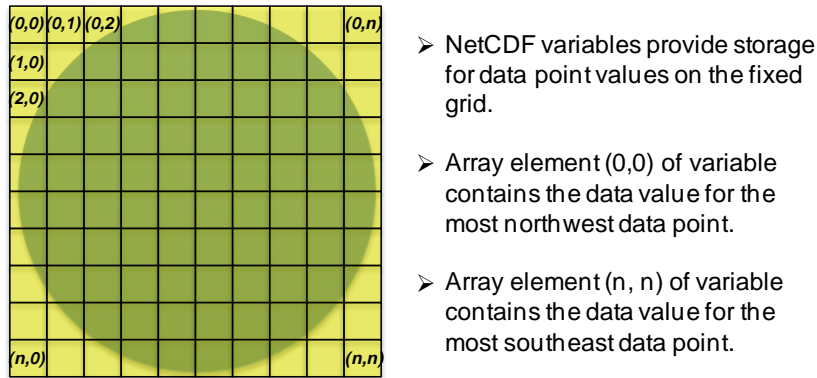 (0,0) (0,1) (0,2) (0,n)
(1,0)
(2,0)
(n,0) (n,n)
➢ NetCDF variables provide storage
for data point values on the fixed
grid.
➢ Array element (0,0) of variable
contains the data value for the
most northwest data point.
➢ Array element (n, n) of variable
contains the data value for the
most southeast data point.